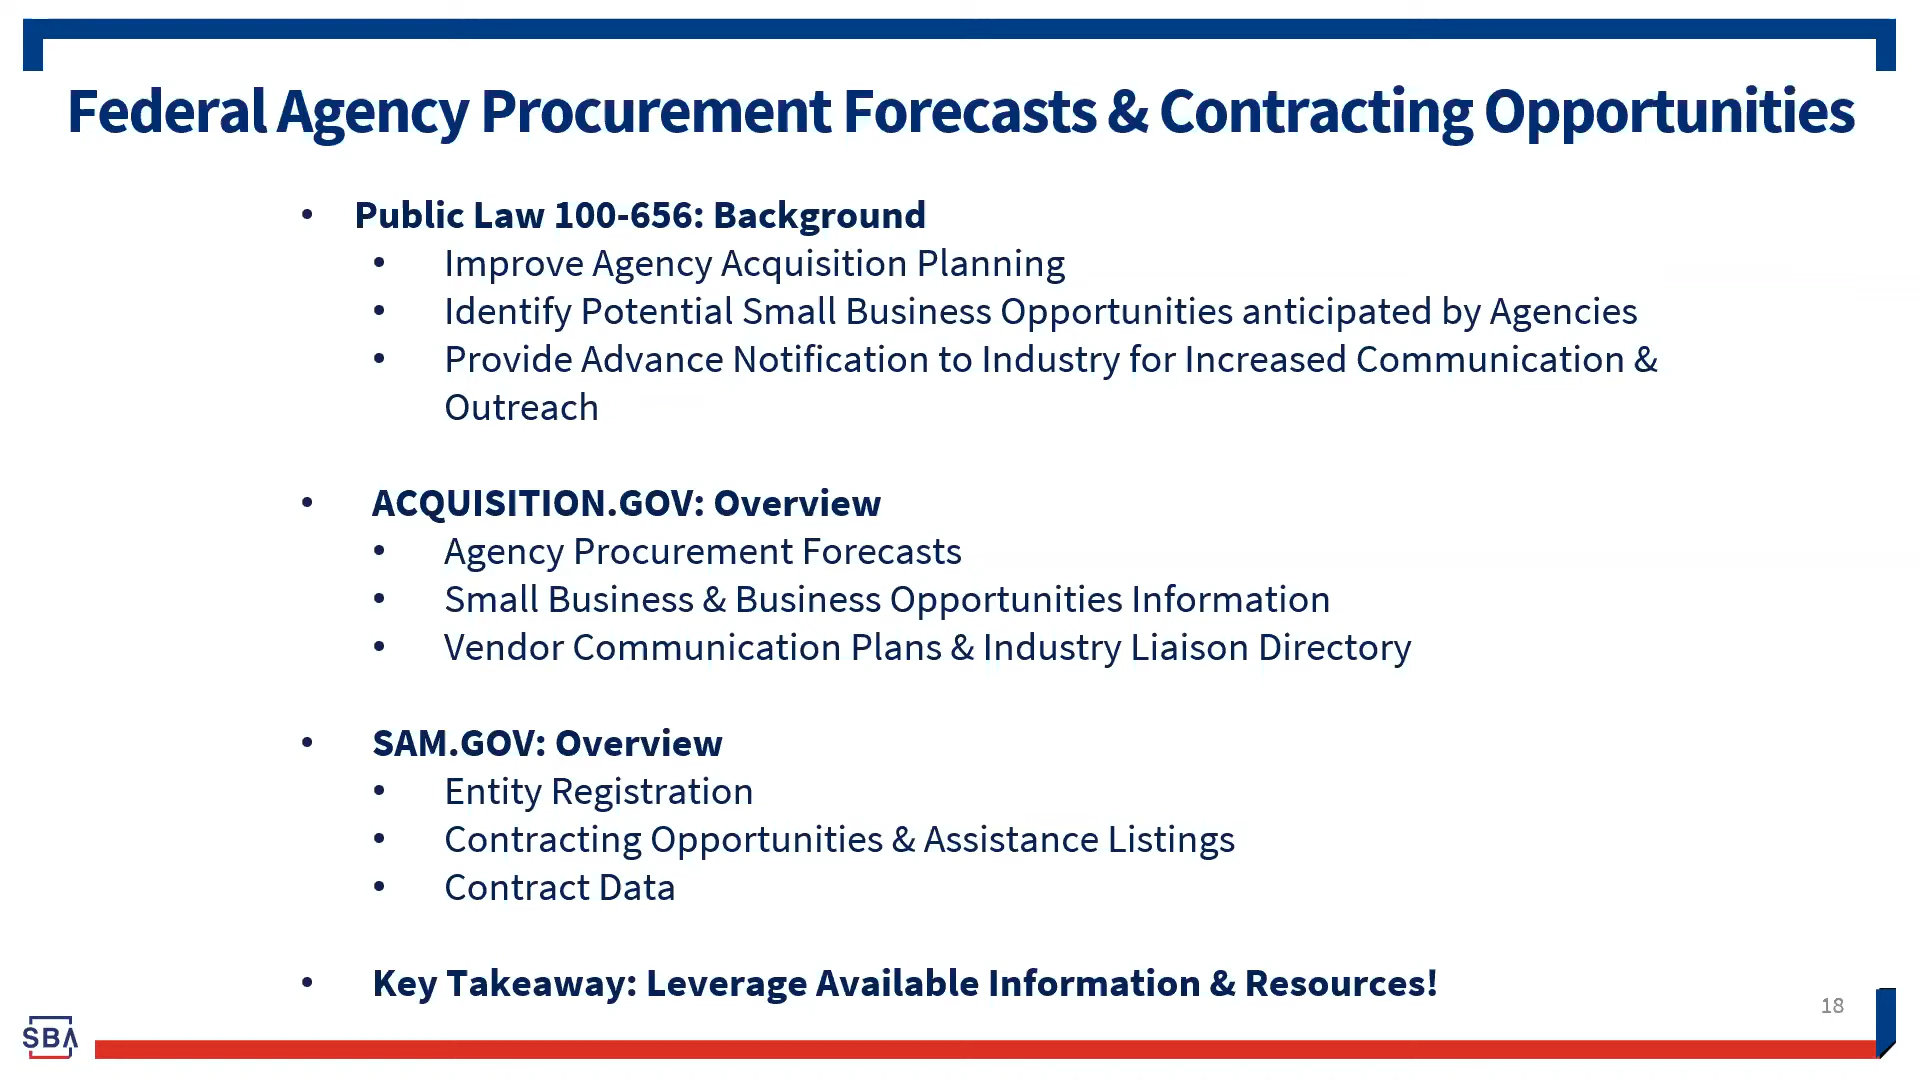 Federal Agency Procurement Forecasts & Contracting Opportunities
• Public Law 100-656: Background
• Improve Agency Acquisition Planning
• Identify Potential Small Business Opportunities anticipated by Agencies
• Provide Advance Notification to Industry for Increased Communication &
Outreach
• ACQUISITION.GOV: Overview
• Agency Procurement Forecasts
• Small Business & Business Opportunities Information
• Vendor Communication Plans & Industry Liaison Directory
• SAM.GOV: Overview
• Entity Registration
• Contracting Opportunities & Assistance Listings
• Contract Data
• Key Takeaway: Leverage Available Information & Resources!
18
SBA